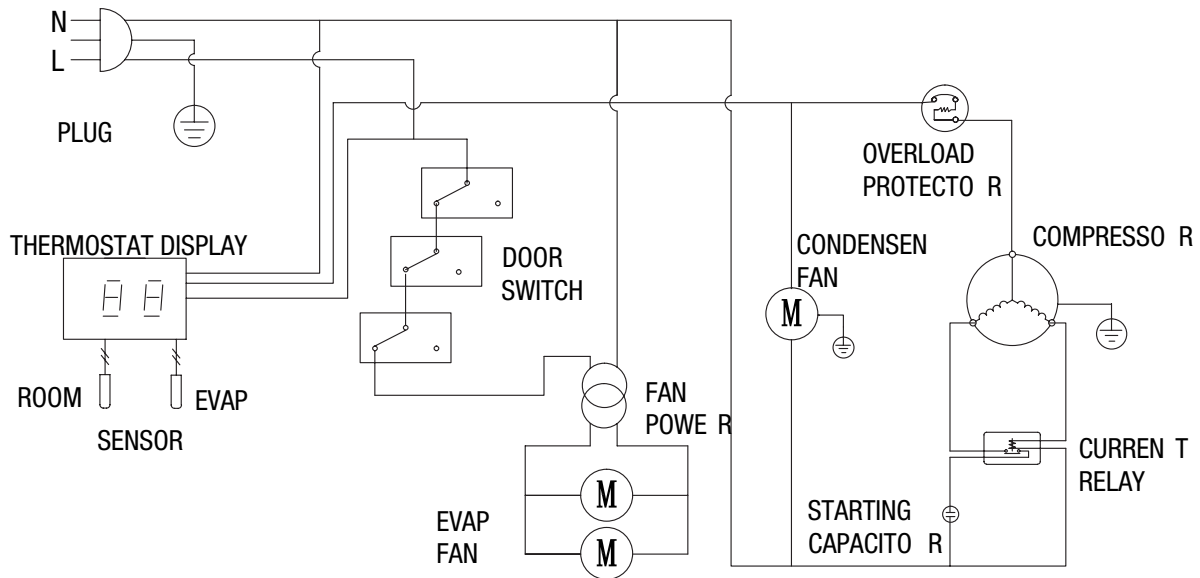 N
L
PLUG
OVERLOAD
PROTECTO R
THERMOSTAT DISPLAY
DOOR
SWITCH
CONDENSEN
FAN
COMPRESSO R
M
ROOM
EVAP
SENSOR
FAN
POWE R
M
EVAP
FAN
M
STARTING
CAPACITO R
CURREN T
RELAY